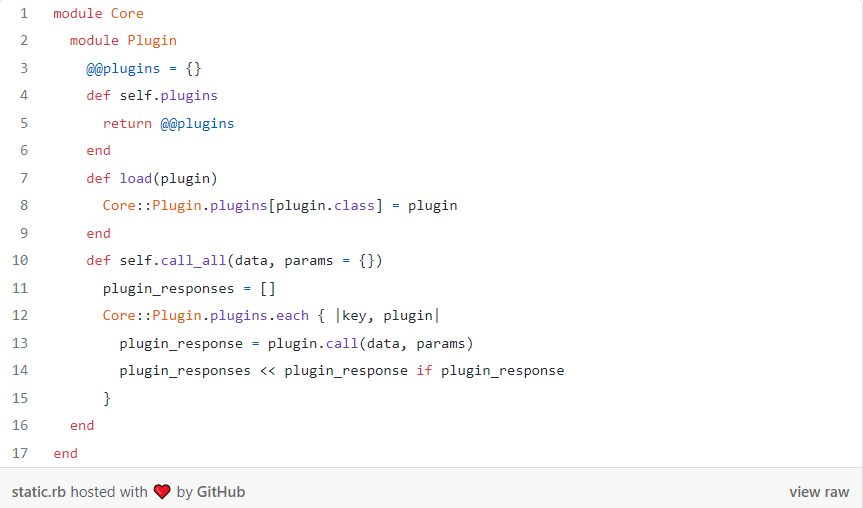 1 module Core
2   module Plugin
3     @@plugins = {}
4     def self.plugins
5       return @@plugins
6     end
7     def load(plugin)
8       Core::Plugin.plugins[plugin.class] = plugin
9     end
10     def self.call_all(data, params = {})
11       plugin_responses = []
12       Core::Plugin.plugins.each { |key, plugin|
13         plugin_response = plugin.call(data, params)
14         plugin_responses << plugin_response if plugin_response
15       }
16   end
17 end
static.rb hosted with ❤ by GitHub view raw